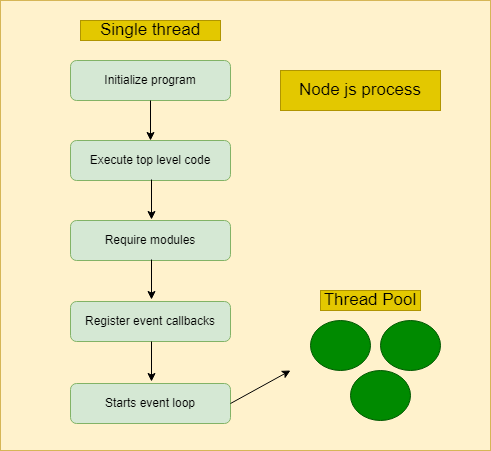 Single thread
Initialize program
Node js process
Execute top level code
Require modules
Register event callbacks
Thread Pool
Starts event loop